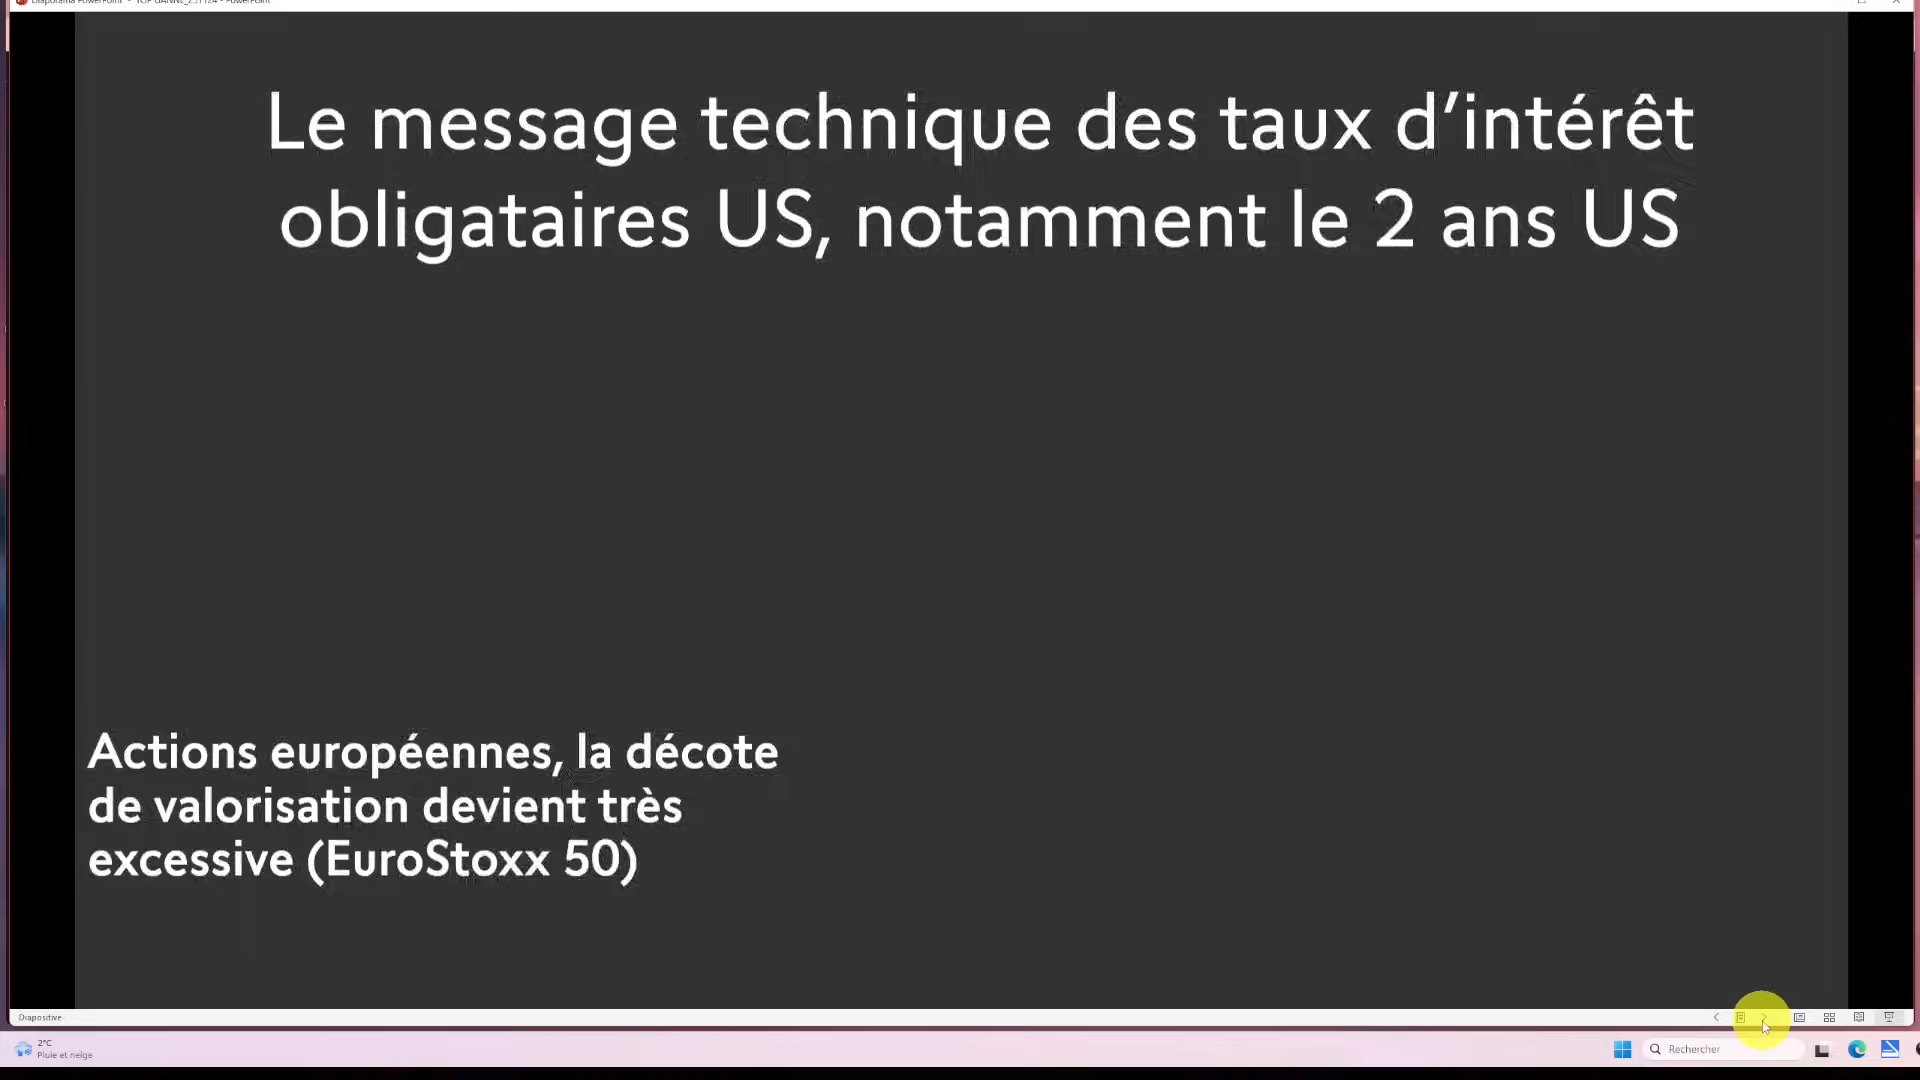 Le message technique des taux d’intérêt
obligataires US, notamment le 2 ans US
Actions européennes, la décote
de valorisation devient très
excessive (EuroStoxx 50)
Diapositive
2°C
Pluie et neige
Rechercher